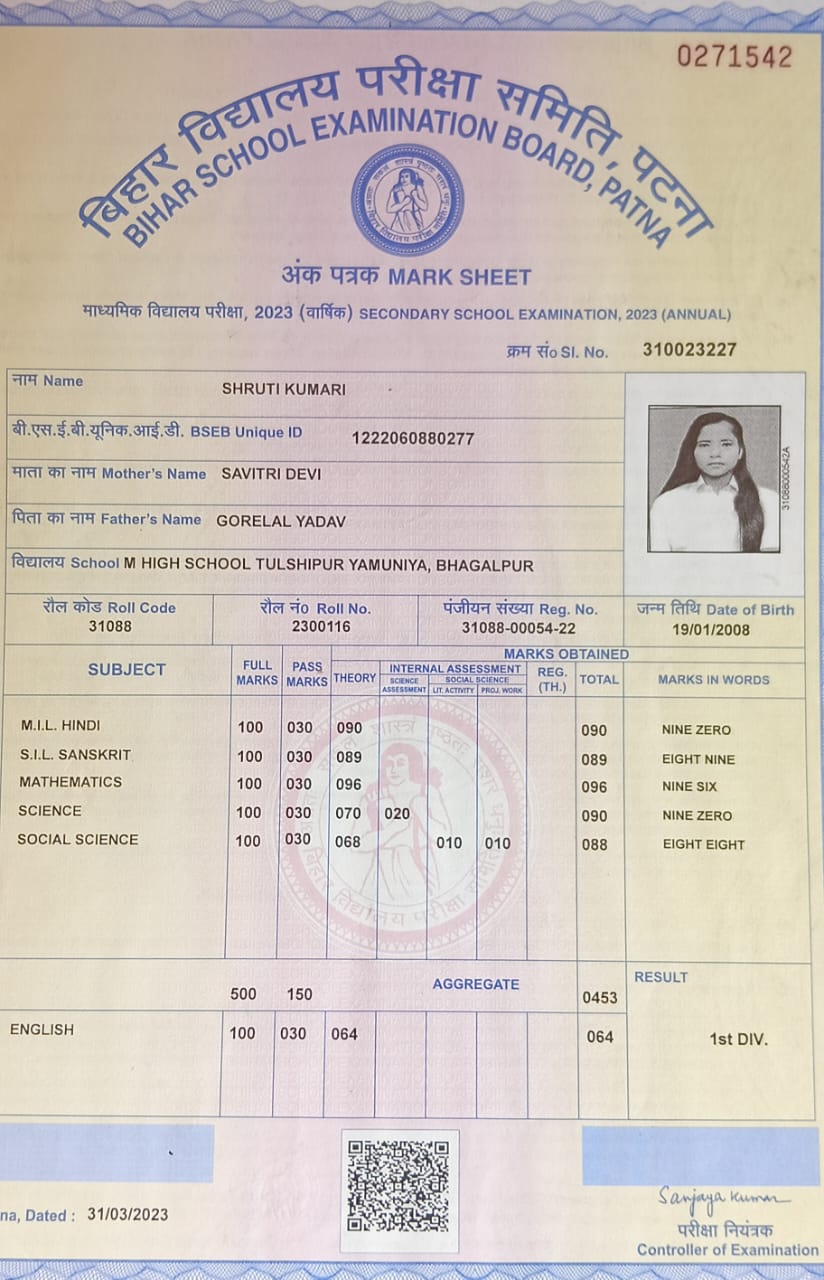 0271542
बिहार विद्यालय परीक्षा समिति, पटना
BIHAR SCHOOL EXAMINATION BOARD, PATNA
अंक पत्रक MARK SHEET
माध्यमिक विद्यालय परीक्षा, 2023 (वार्षिक) SECONDARY SCHOOL EXAMINATION, 2023 (ANNUAL)
क्रम सं० Sl. No. 310023227
नाम Name SHRUTI KUMARI
बी.एस.ई.बी.यूनिक.आई.डी. BSEB Unique ID 1222060880277
माता का नाम Mother's Name SAVITRI DEVI
पिता का नाम Father's Name GORELAL YADAV
31088000542A
विद्यालय School M HIGH SCHOOL TULSHIPUR YAMUNIYA, BHAGALPUR
रौल कोड Roll Code रौल नं0 Roll No. पंजीयन संख्या Reg. No. जन्म तिथि Date of Birth
31088 2300116 31088-00054-22 19/01/2008
MARKS OBTAINED
SUBJECT FULL MARKS PASS MARKS THEORY INTERNAL ASSESSMENT REG. (TH.) TOTAL MARKS IN WORDS
SCIENCE ASSESSMENT SOCIAL SCIENCE LIT. ACTIVITY PROJ. WORK
M.I.L. HINDI 100 030 090 090 NINE ZERO
S.I.L. SANSKRIT 100 030 089 089 EIGHT NINE
MATHEMATICS 100 030 096 096 NINE SIX
SCIENCE 100 030 070 020 090 NINE ZERO
SOCIAL SCIENCE 100 030 068 010 010 088 EIGHT EIGHT
बिहार विद्यालय परीक्षा समिति
AGGREGATE RESULT
500 150 0453
ENGLISH 100 030 064 064 1st DIV.
na, Dated : 31/03/2023
Sanjaya Kumar
परीक्षा नियंत्रक
Controller of Examination